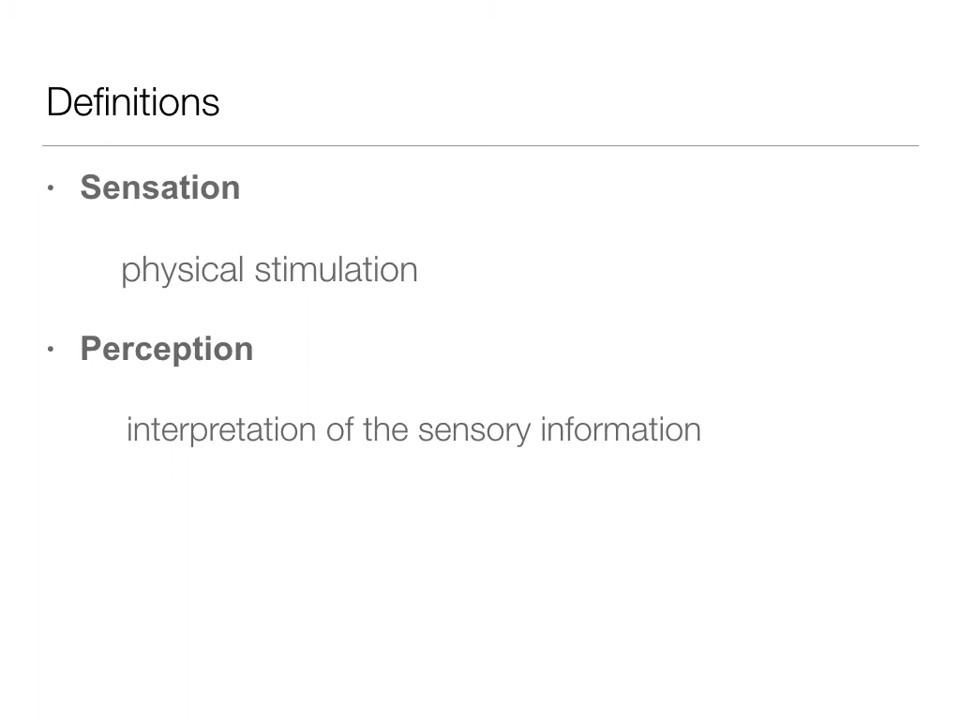 Definitions
· Sensation
physical stimulation
· Perception
interpretation of the sensory information